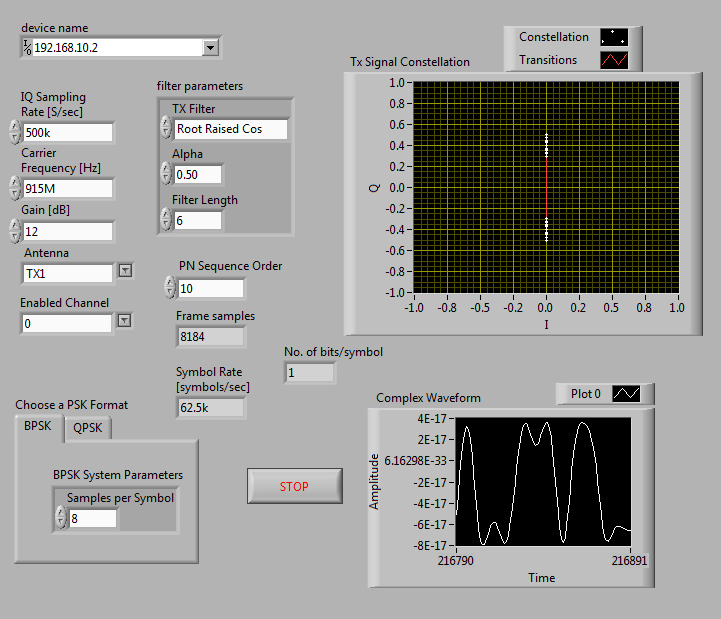 device name
192.168.10.2
IQ Sampling
Rate [S/sec]
500k
Carrier
Frequency [Hz]
915M
Gain [dB]
12
Antenna
TX1
Enabled Channel
0
filter parameters
TX Filter
Root Raised Cos
Alpha
0.50
Filter Length
6
PN Sequence Order
10
Frame samples
8184
Symbol Rate
[symbols/sec]
62.5k
No. of bits/symbol
1
Choose a PSK Format
BPSK QPSK
BPSK System Parameters
Samples per Symbol
8
STOP
Tx Signal Constellation
Constellation
Transitions
1.0
0.8
0.6
0.4
0.2
0.0
-0.2
-0.4
-0.6
-0.8
-1.0
Q
-1.0 -0.8 -0.5 -0.2 0.0 0.2 0.5 0.8 1.0
I
Complex Waveform
Plot 0
4E-17
2E-17
6.16298E-33
-2E-17
-4E-17
-6E-17
-8E-17
Amplitude
216790 216891
Time